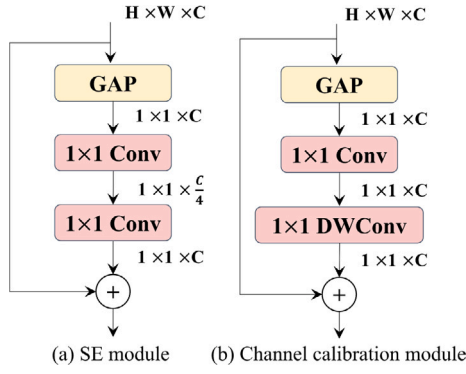 H ×W ×C
GAP
1 ×1 ×C
1×1 Conv
1 ×1 × C/4
1×1 Conv
1 ×1 ×C
+
(a) SE module
H ×W ×C
GAP
1 ×1 ×C
1×1 Conv
1 ×1 ×C
1×1 DWConv
1 ×1 ×C
+
(b) Channel calibration module